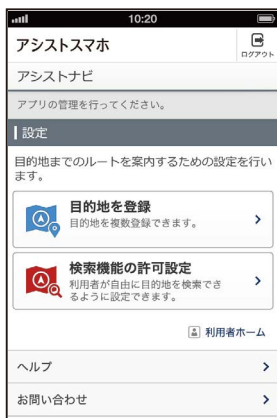 10:20
アシストスマホ
ログアウト
アシストナビ
アプリの管理を行ってください。
設定
目的地までのルートを案内するための設定を行い
ます。
目的地を登録
目的地を複数登録できます。
検索機能の許可設定
利用者が自由に目的地を検索でき
るように設定できます。
利用者ホーム
ヘルプ
お問い合わせ